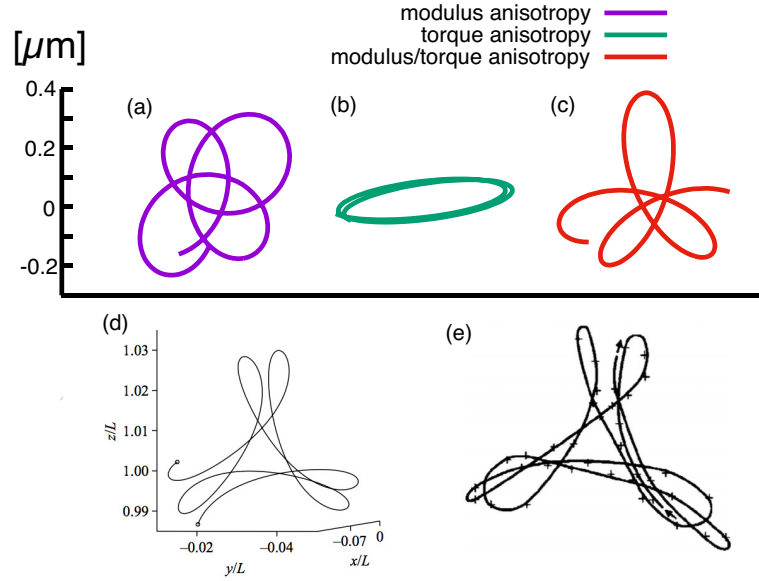 modulus anisotropy
torque anisotropy
modulus/torque anisotropy
[μm]
0.4
0.2
0
-0.2
(a)
(b)
(c)
(d)
1.03
1.02
1.01
1.00
0.99
z/L
−0.02
−0.04
−0.07
0
y/L
x/L
(e)